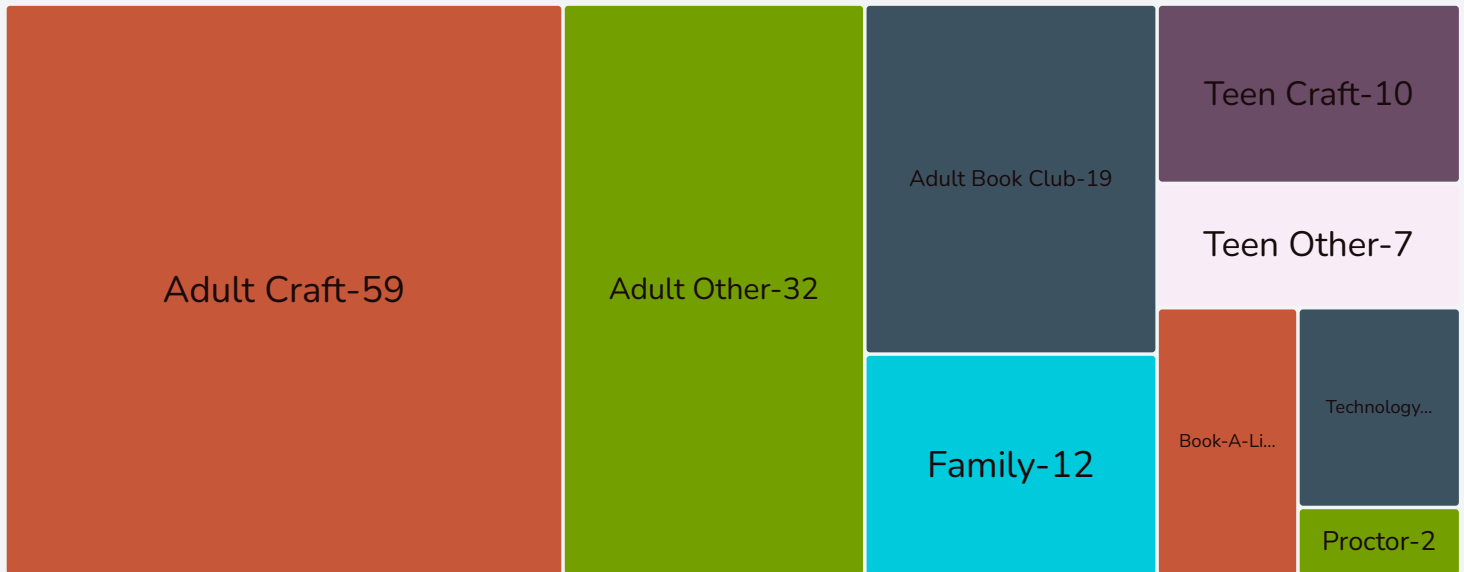 Adult Craft-59
Adult Other-32
Adult Book Club-19
Family-12
Teen Craft-10
Teen Other-7
Book-A-Li...
Technology...
Proctor-2